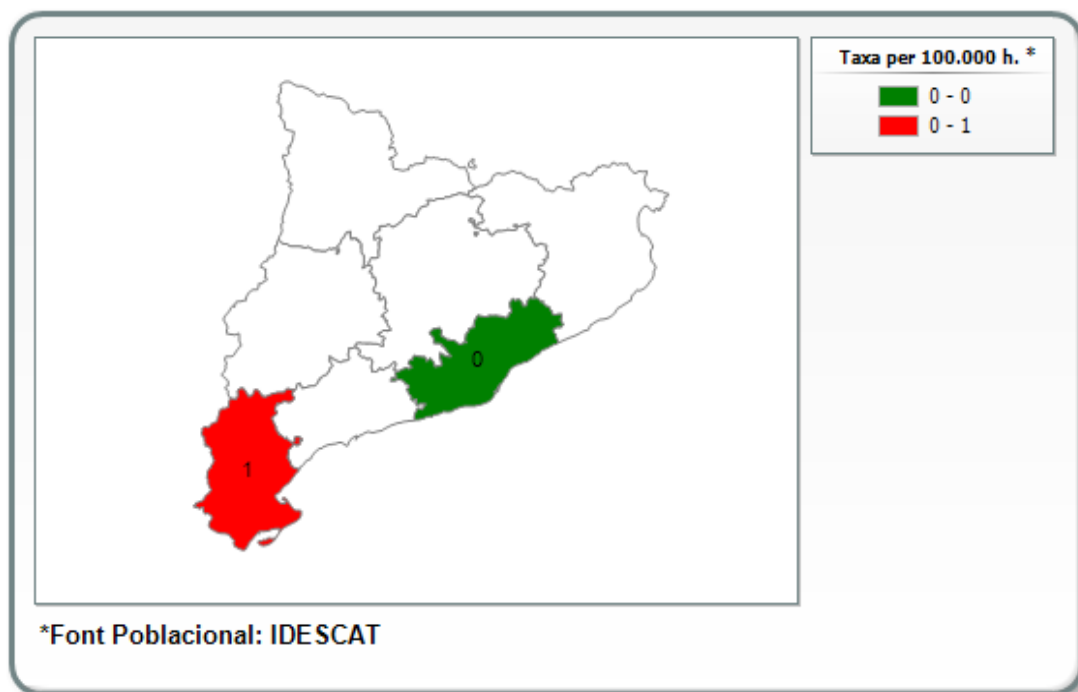 Taxa per 100.000 h. *
0 - 0
0 - 1
0
1
*Font Poblacional: IDESCAT